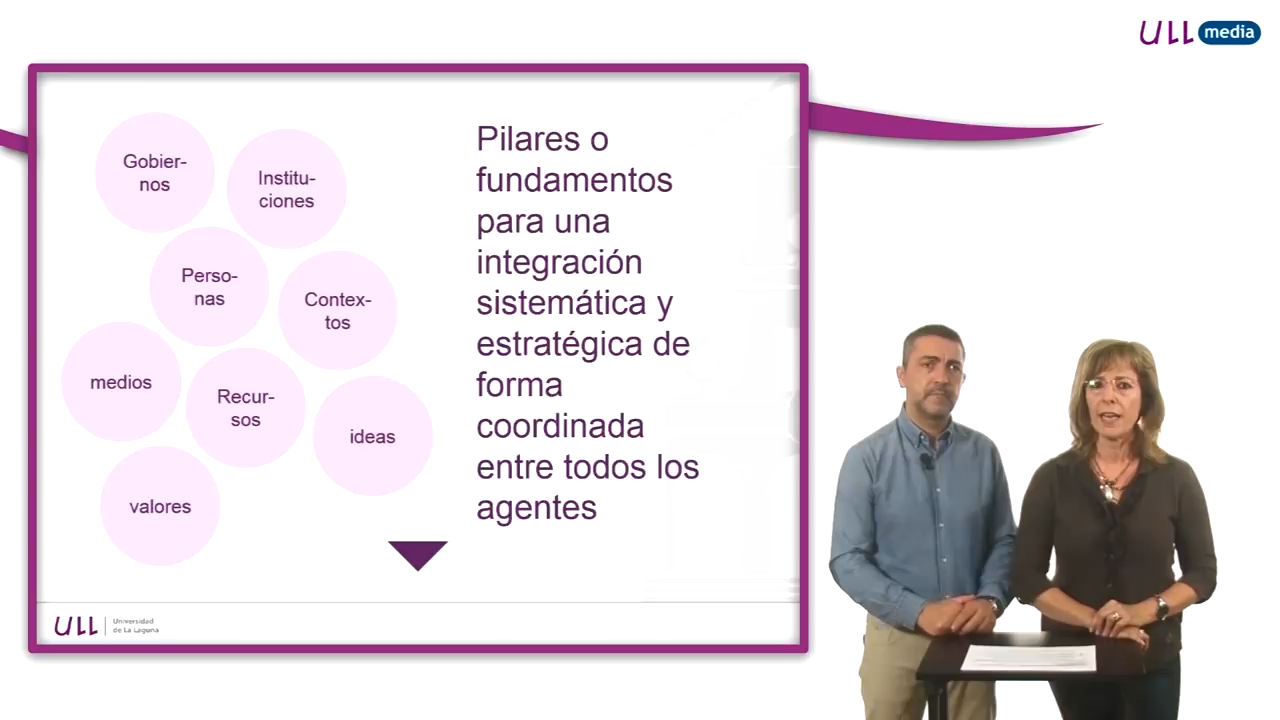 ULL media
Gobier-
nos
Institu-
ciones
Perso-
nas
Contex-
tos
medios
Recur-
sos
ideas
valores
Pilares o
fundamentos
para una
integración
sistemática y
estratégica de
forma
coordinada
entre todos los
agentes
ULL
Universidad
de La Laguna